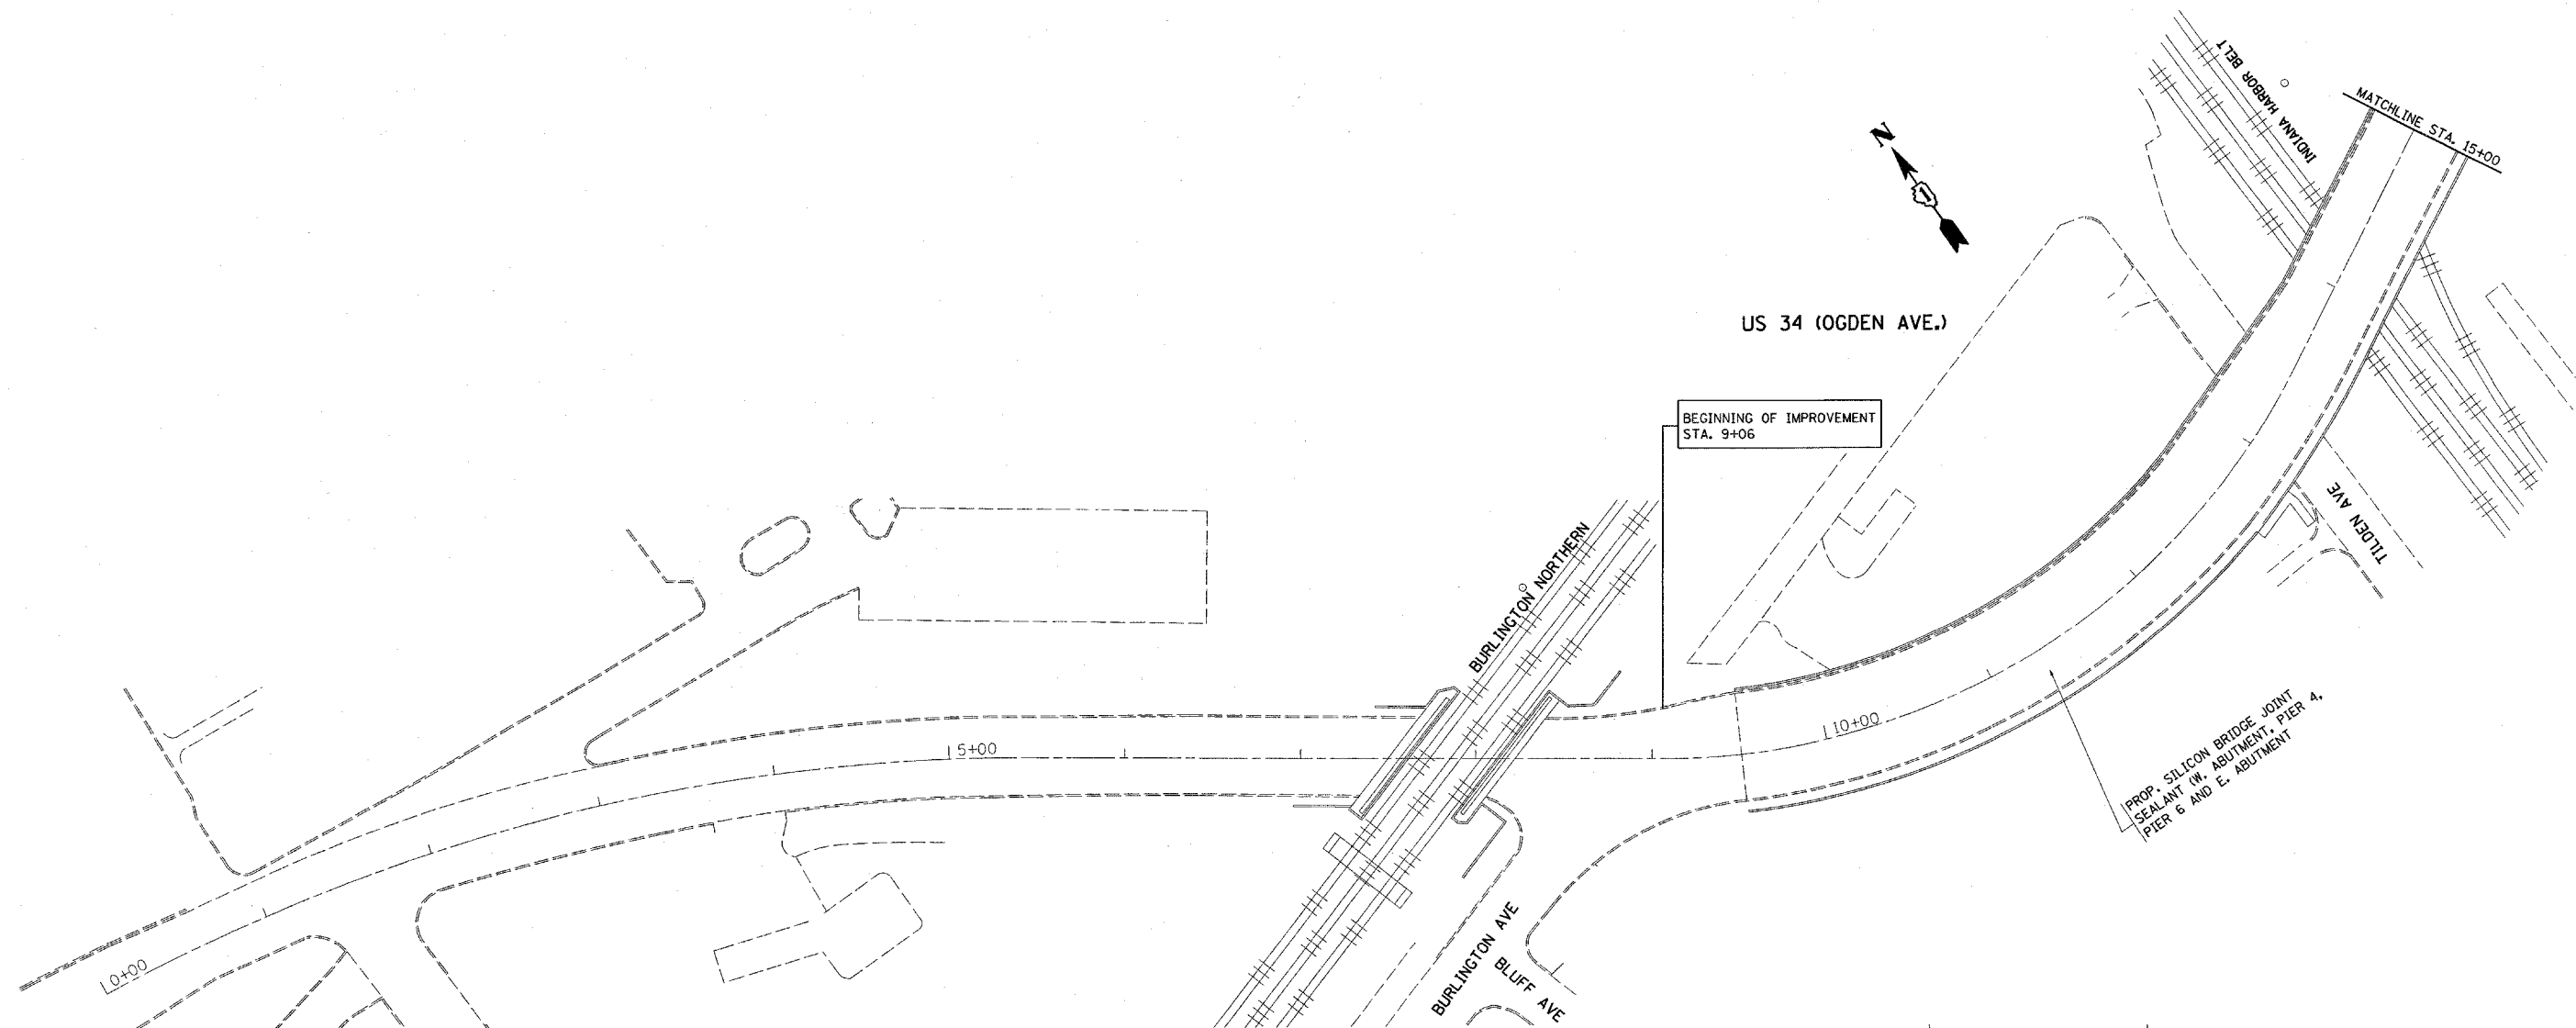 INDIANA HARBOR BELT
MATCHLINE STA. 15+00
N
US 34 (OGDEN AVE.)
BEGINNING OF IMPROVEMENT
STA. 9+06
TILDEN AVE
BURLINGTON NORTHERN
10+00
5+00
PROP. SILICON BRIDGE JOINT
SEALANT (W. ABUTMENT, PIER 4,
PIER 6 AND E. ABUTMENT
BURLINGTON AVE
BLUFF AVE
0+00